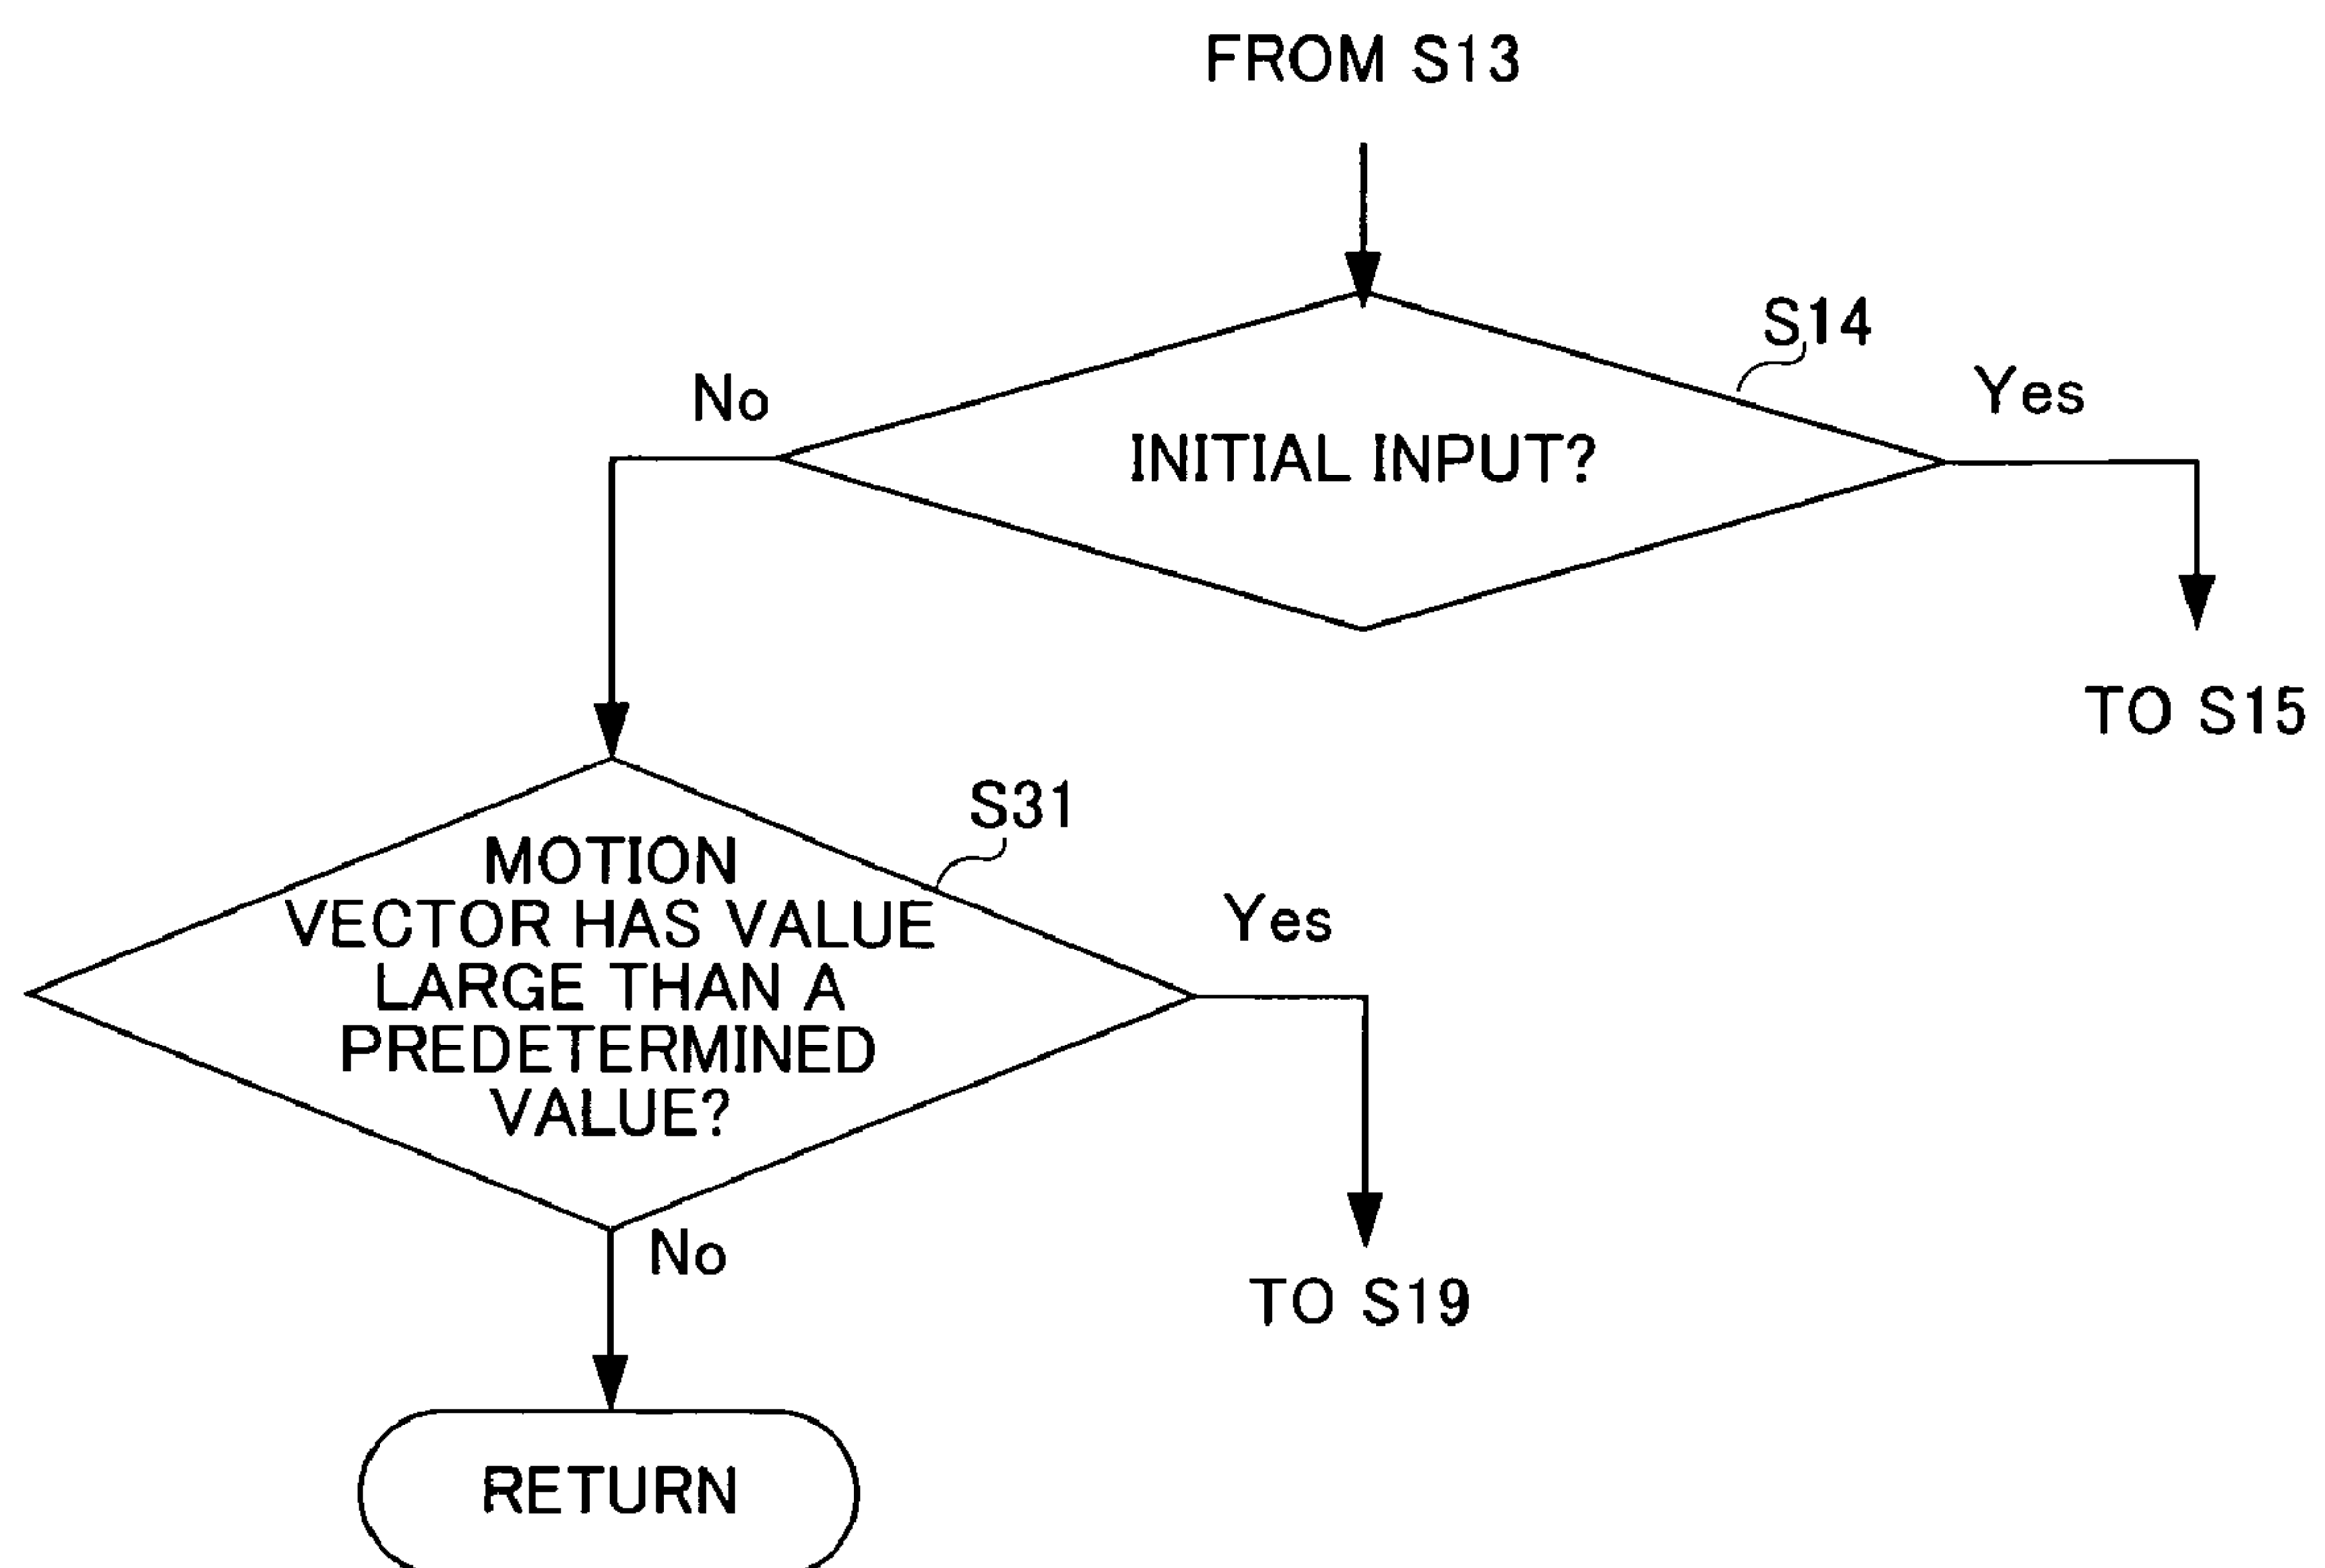 FROM S13
S14
No
Yes
INITIAL INPUT?
TO S15
S31
MOTION
VECTOR HAS VALUE
LARGE THAN A
PREDETERMINED
VALUE?
Yes
No
TO S19
RETURN